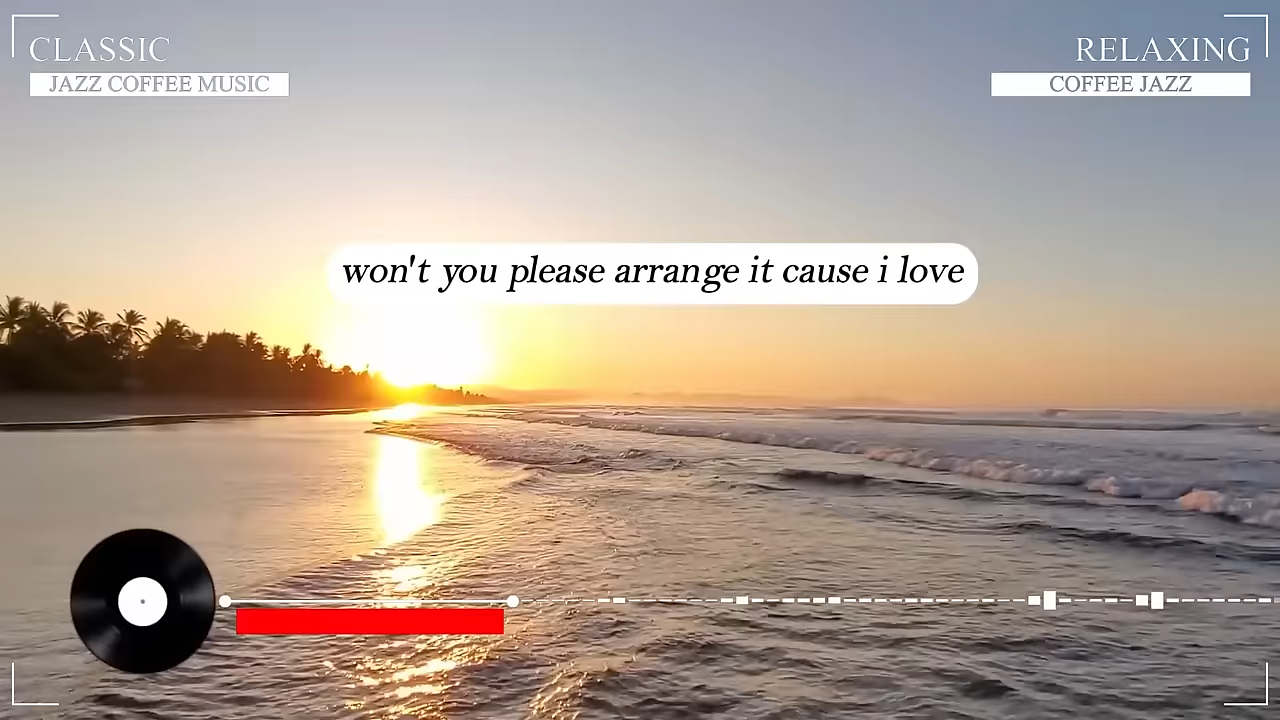 CLASSIC
JAZZ COFFEE MUSIC
RELAXING
COFFEE JAZZ
won't you please arrange it cause i love